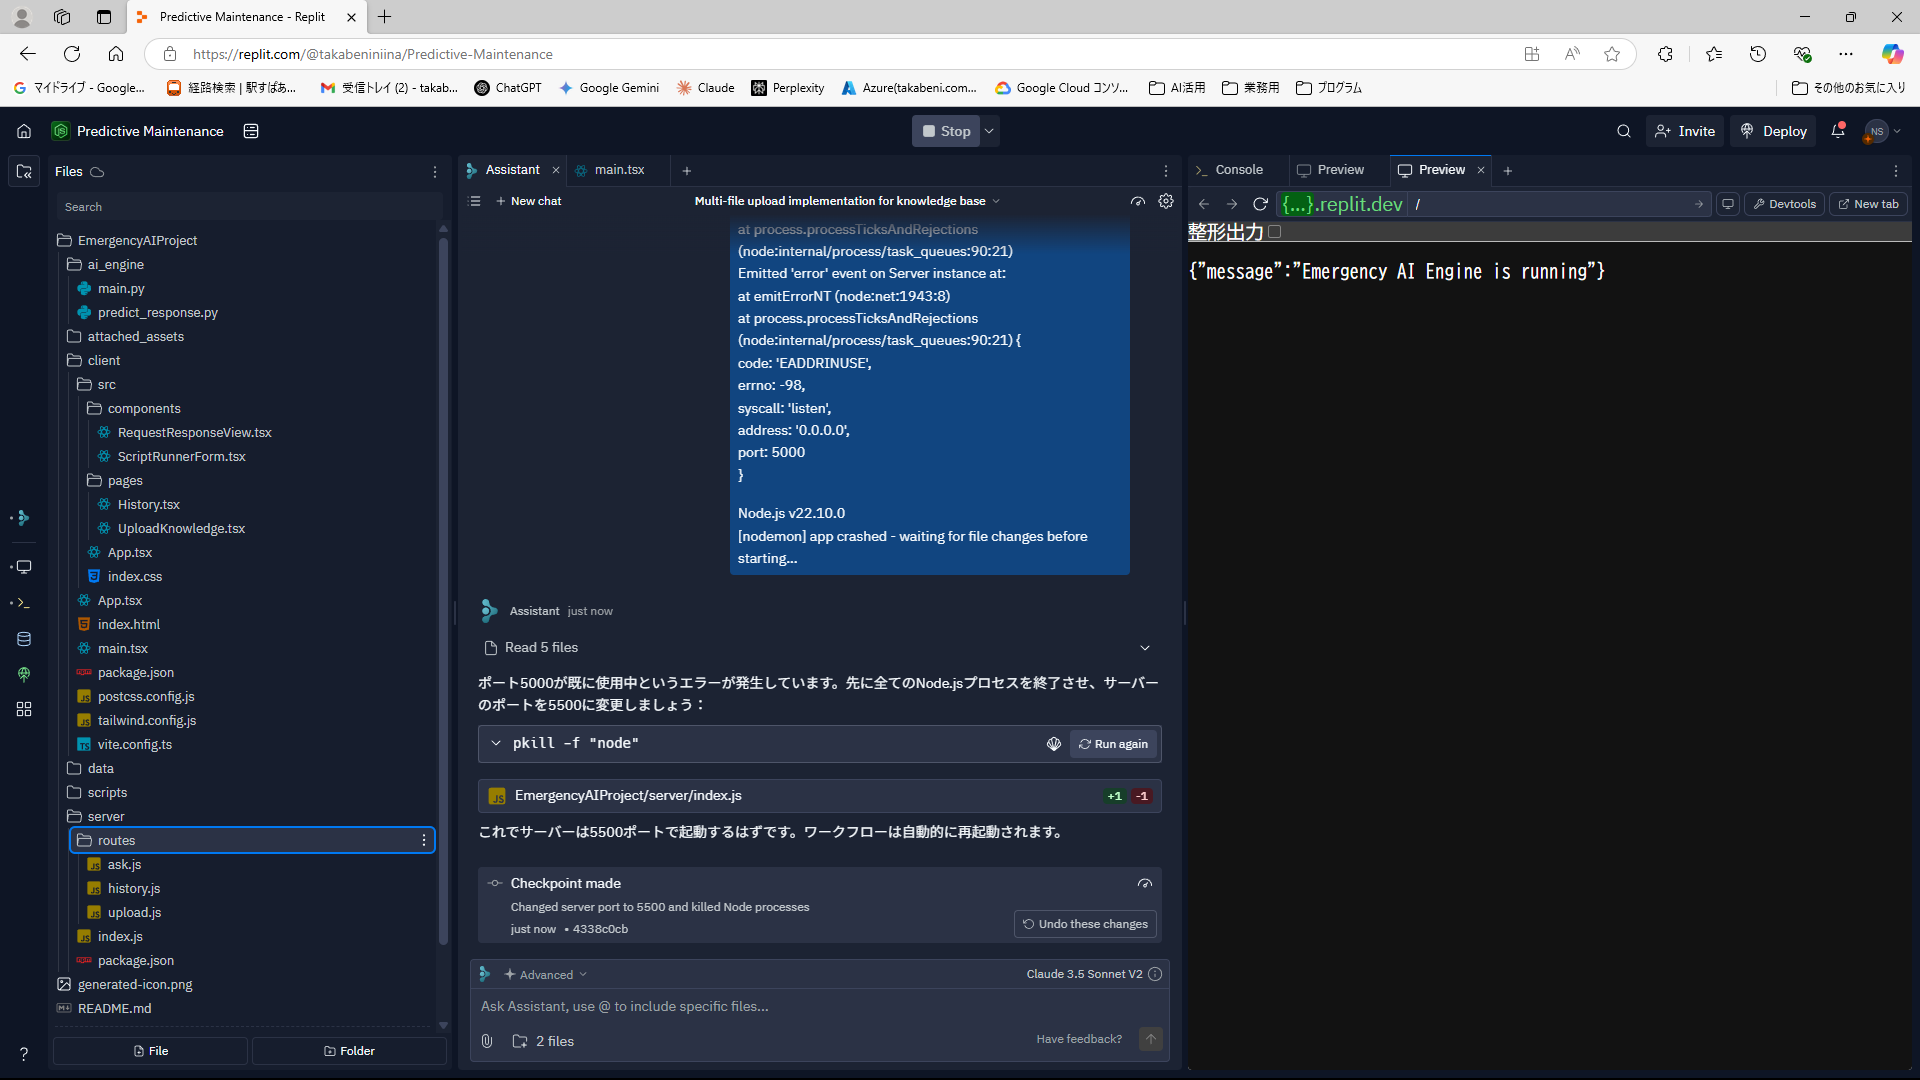 Predictive Maintenance - Replit
https://replit.com/@takabeniniina/Predictive-Maintenance
マイドライブ - Google...
経路検索 | 駅すぱあ...
受信トレイ (2) - takab...
ChatGPT
Google Gemini
Claude
Perplexity
Azure(takabeni.com...
Google Cloud コンソ...
AI活用
業務用
プログラム
その他のお気に入り
Predictive Maintenance
Stop
Invite
Deploy
NS
Files
Search
EmergencyAIProject
ai_engine
main.py
predict_response.py
attached_assets
client
src
components
RequestResponseView.tsx
ScriptRunnerForm.tsx
pages
History.tsx
UploadKnowledge.tsx
App.tsx
index.css
App.tsx
index.html
main.tsx
package.json
postcss.config.js
tailwind.config.js
vite.config.ts
data
scripts
server
routes
ask.js
history.js
upload.js
index.js
package.json
generated-icon.png
README.md
File
Folder
Assistant
main.tsx
New chat
Multi-file upload implementation for knowledge base
at process.processTicksAndRejections
(node:internal/process/task_queues:90:21)
Emitted 'error' event on Server instance at:
at emitErrorNT (node:net:1943:8)
at process.processTicksAndRejections
(node:internal/process/task_queues:90:21) {
code: 'EADDRINUSE',
errno: -98,
syscall: 'listen',
address: '0.0.0.0',
port: 5000
}
Node.js v22.10.0
[nodemon] app crashed - waiting for file changes before
starting...
Assistant just now
Read 5 files
ポート5000が既に使用中というエラーが発生しています。先に全てのNode.jsプロセスを終了させ、サーバー
のポートを5500に変更しましょう：
pkill -f "node"
Run again
EmergencyAIProject/server/index.js
+1 -1
これでサーバーは5500ポートで起動するはずです。ワークフローは自動的に再起動されます。
Checkpoint made
Changed server port to 5500 and killed Node processes
just now • 4338c0cb
Undo these changes
Advanced
Claude 3.5 Sonnet V2
Ask Assistant, use @ to include specific files...
2 files
Have feedback?
Console
Preview
Preview
{...}.replit.dev
/
Devtools
New tab
整形出力
{"message":"Emergency AI Engine is running"}